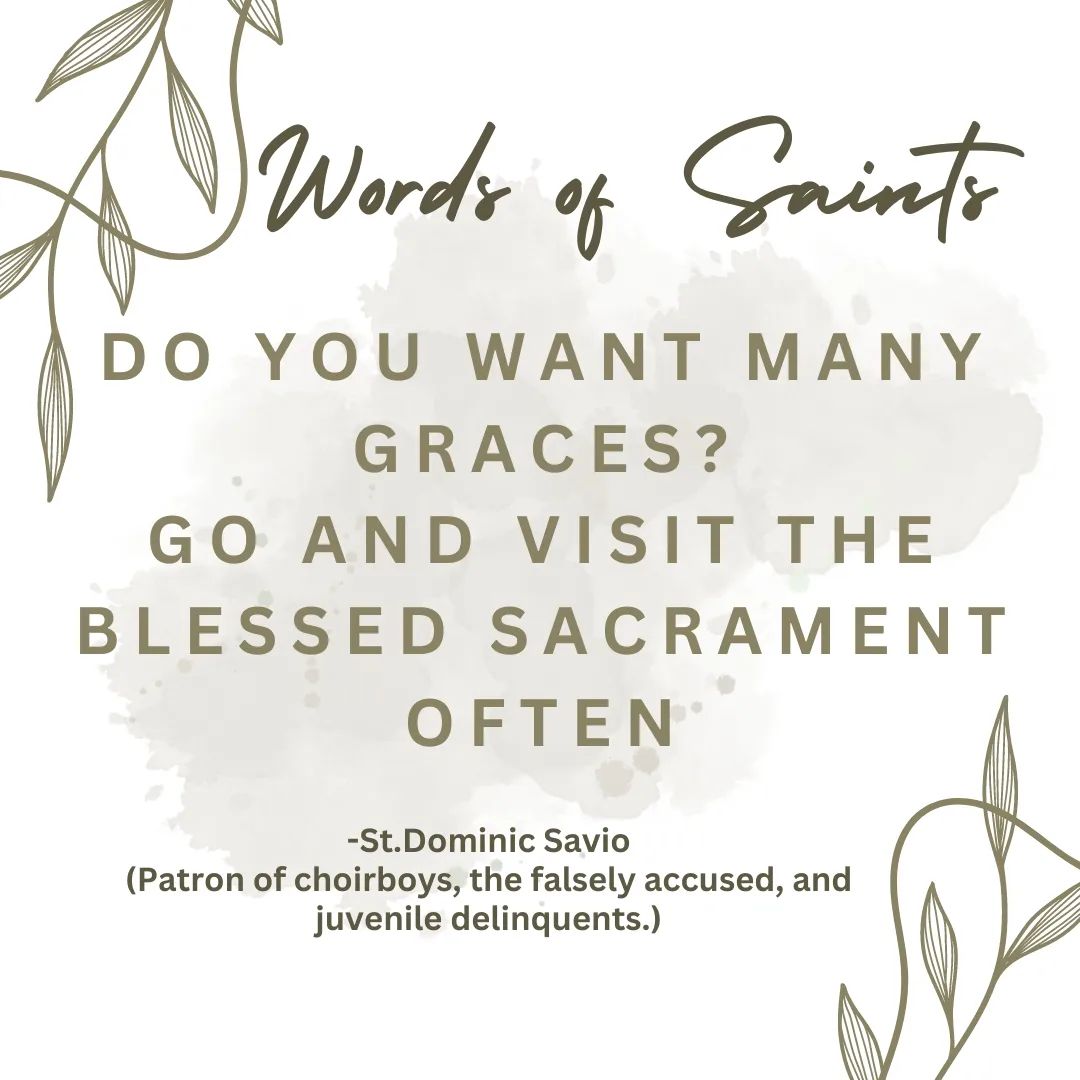 Words of Saints
DO YOU WANT MANY
GRACES?
GO AND VISIT THE
BLESSED SACRAMENT
OFTEN
-St.Dominic Savio
(Patron of choirboys, the falsely accused, and
juvenile delinquents.)